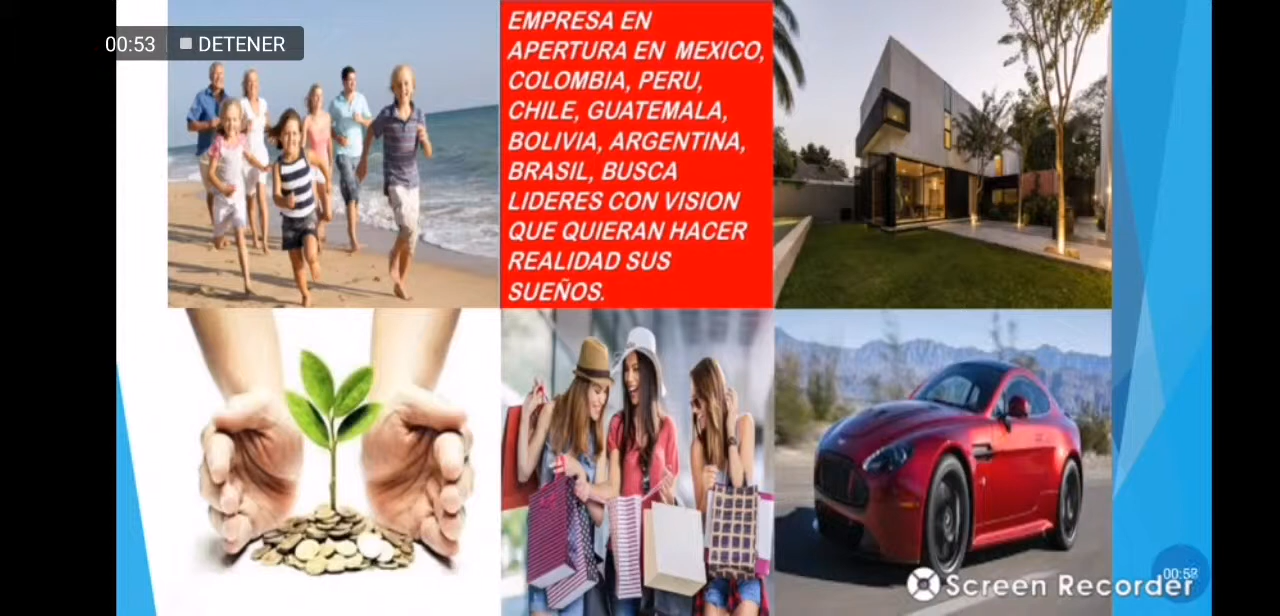 00:53 DETENER
EMPRESA EN
APERTURA EN MEXICO,
COLOMBIA, PERU,
CHILE, GUATEMALA,
BOLIVIA, ARGENTINA,
BRASIL, BUSCA
LIDERES CON VISION
QUE QUIERAN HACER
REALIDAD SUS
SUEÑOS.
Screen Recorder